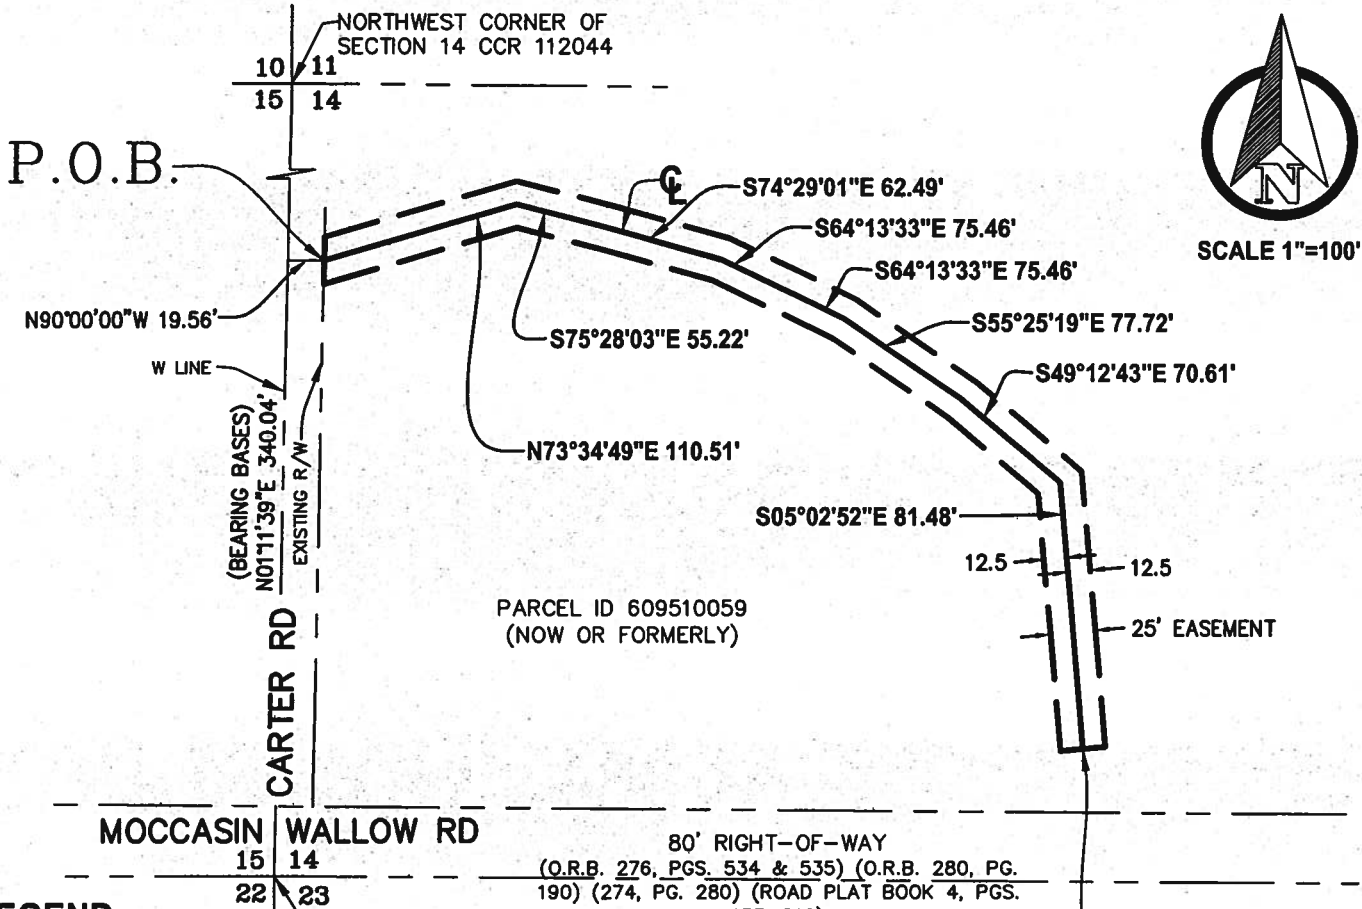 NORTHWEST CORNER OF
SECTION 14 CCR 112044
10 11
15 14
P.O.B.
N
SCALE 1"=100'
℄
S74°29'01"E 62.49'
S64°13'33"E 75.46'
S64°13'33"E 75.46'
S55°25'19"E 77.72'
S49°12'43"E 70.61'
N90°00'00"W 19.56'
S75°28'03"E 55.22'
W LINE
N73°34'49"E 110.51'
(BEARING BASES)
N01°11'39"E 340.04'
EXISTING R/W
S05°02'52"E 81.48'
12.5
12.5
PARCEL ID 609510059
(NOW OR FORMERLY)
25' EASEMENT
CARTER RD
MOCCASIN WALLOW RD
15 14
22 23
80' RIGHT-OF-WAY
(O.R.B. 276, PGS. 534 & 535) (O.R.B. 280, PG.
190) (274, PG. 280) (ROAD PLAT BOOK 4, PGS.